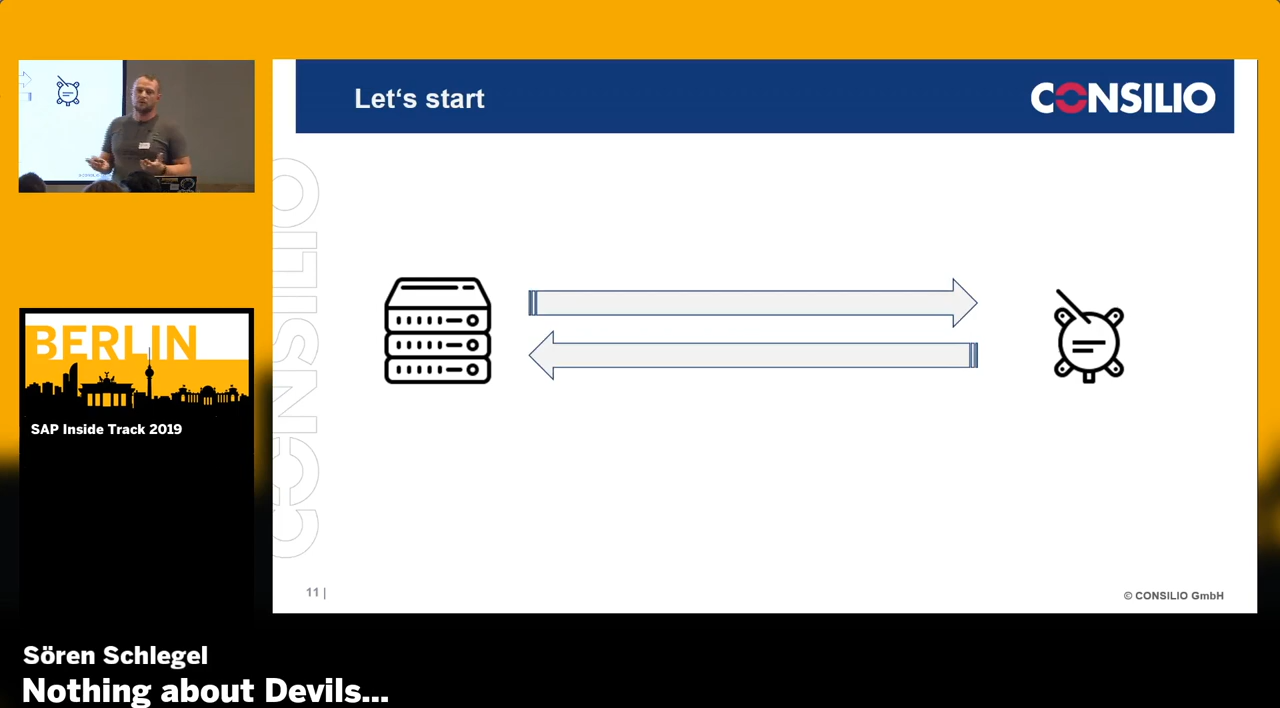 Let‘s start
CONSILIO
CONSILIO
BERLIN
SAP Inside Track 2019
11 |
© CONSILIO GmbH
Sören Schlegel
Nothing about Devils...